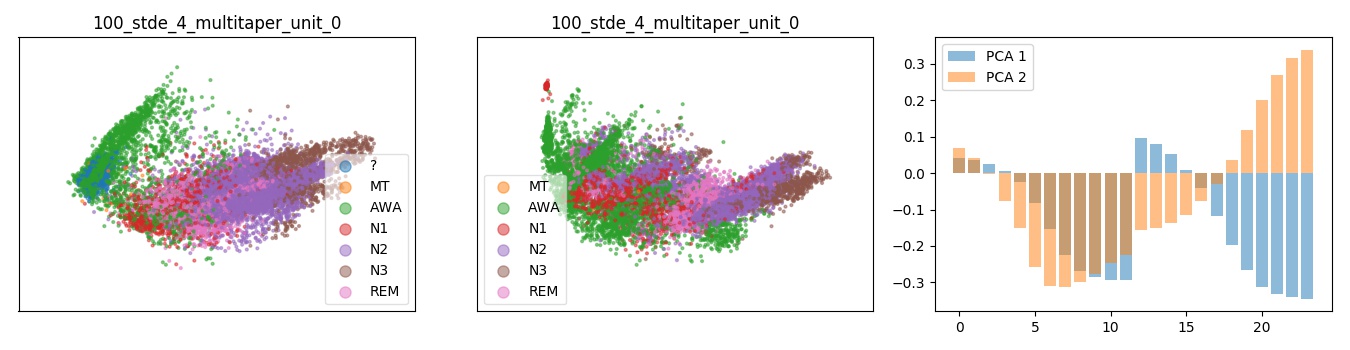 100_stde_4_multitaper_unit_0
?
MT
AWA
N1
N2
N3
REM
100_stde_4_multitaper_unit_0
MT
AWA
N1
N2
N3
REM
PCA 1
PCA 2
0.3
0.2
0.1
0.0
−0.1
−0.2
−0.3
0
5
10
15
20